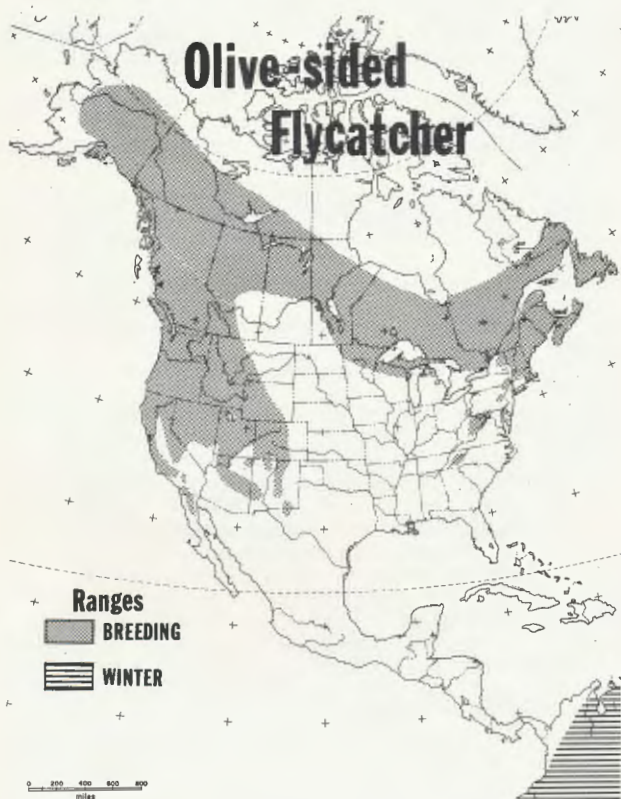 Olive-sided
Flycatcher
Ranges
BREEDING
WINTER
0 200 400 600 800
miles